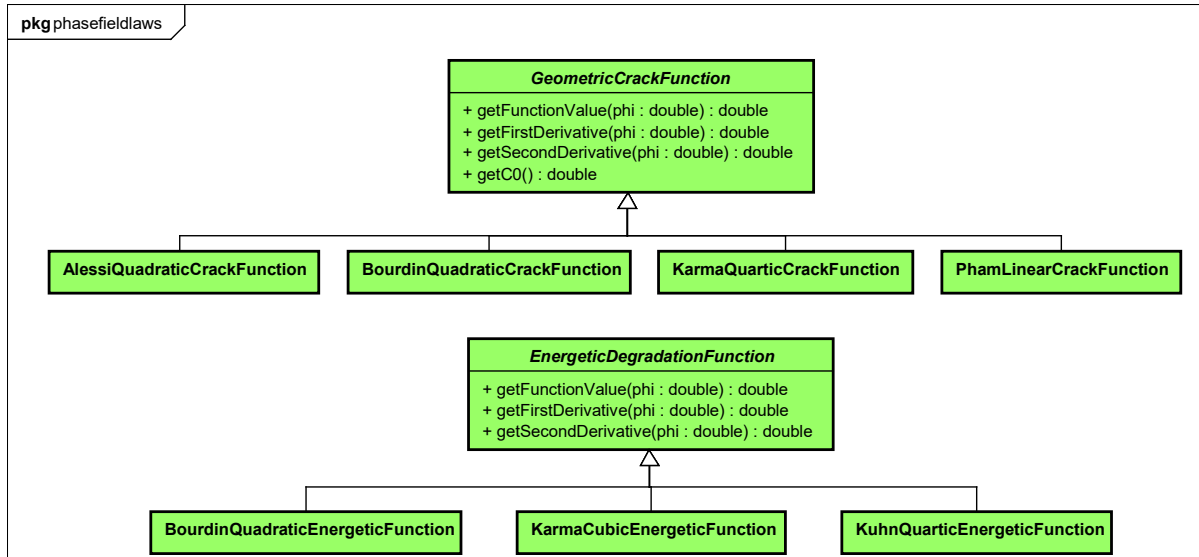 pkg phasefieldlaws
GeometricCrackFunction
+ getFunctionValue(phi : double) : double
+ getFirstDerivative(phi : double) : double
+ getSecondDerivative(phi : double) : double
+ getC0() : double
AlessiQuadraticCrackFunction
BourdinQuadraticCrackFunction
KarmaQuarticCrackFunction
PhamLinearCrackFunction
EnergeticDegradationFunction
+ getFunctionValue(phi : double) : double
+ getFirstDerivative(phi : double) : double
+ getSecondDerivative(phi : double) : double
BourdinQuadraticEnergeticFunction
KarmaCubicEnergeticFunction
KuhnQuarticEnergeticFunction